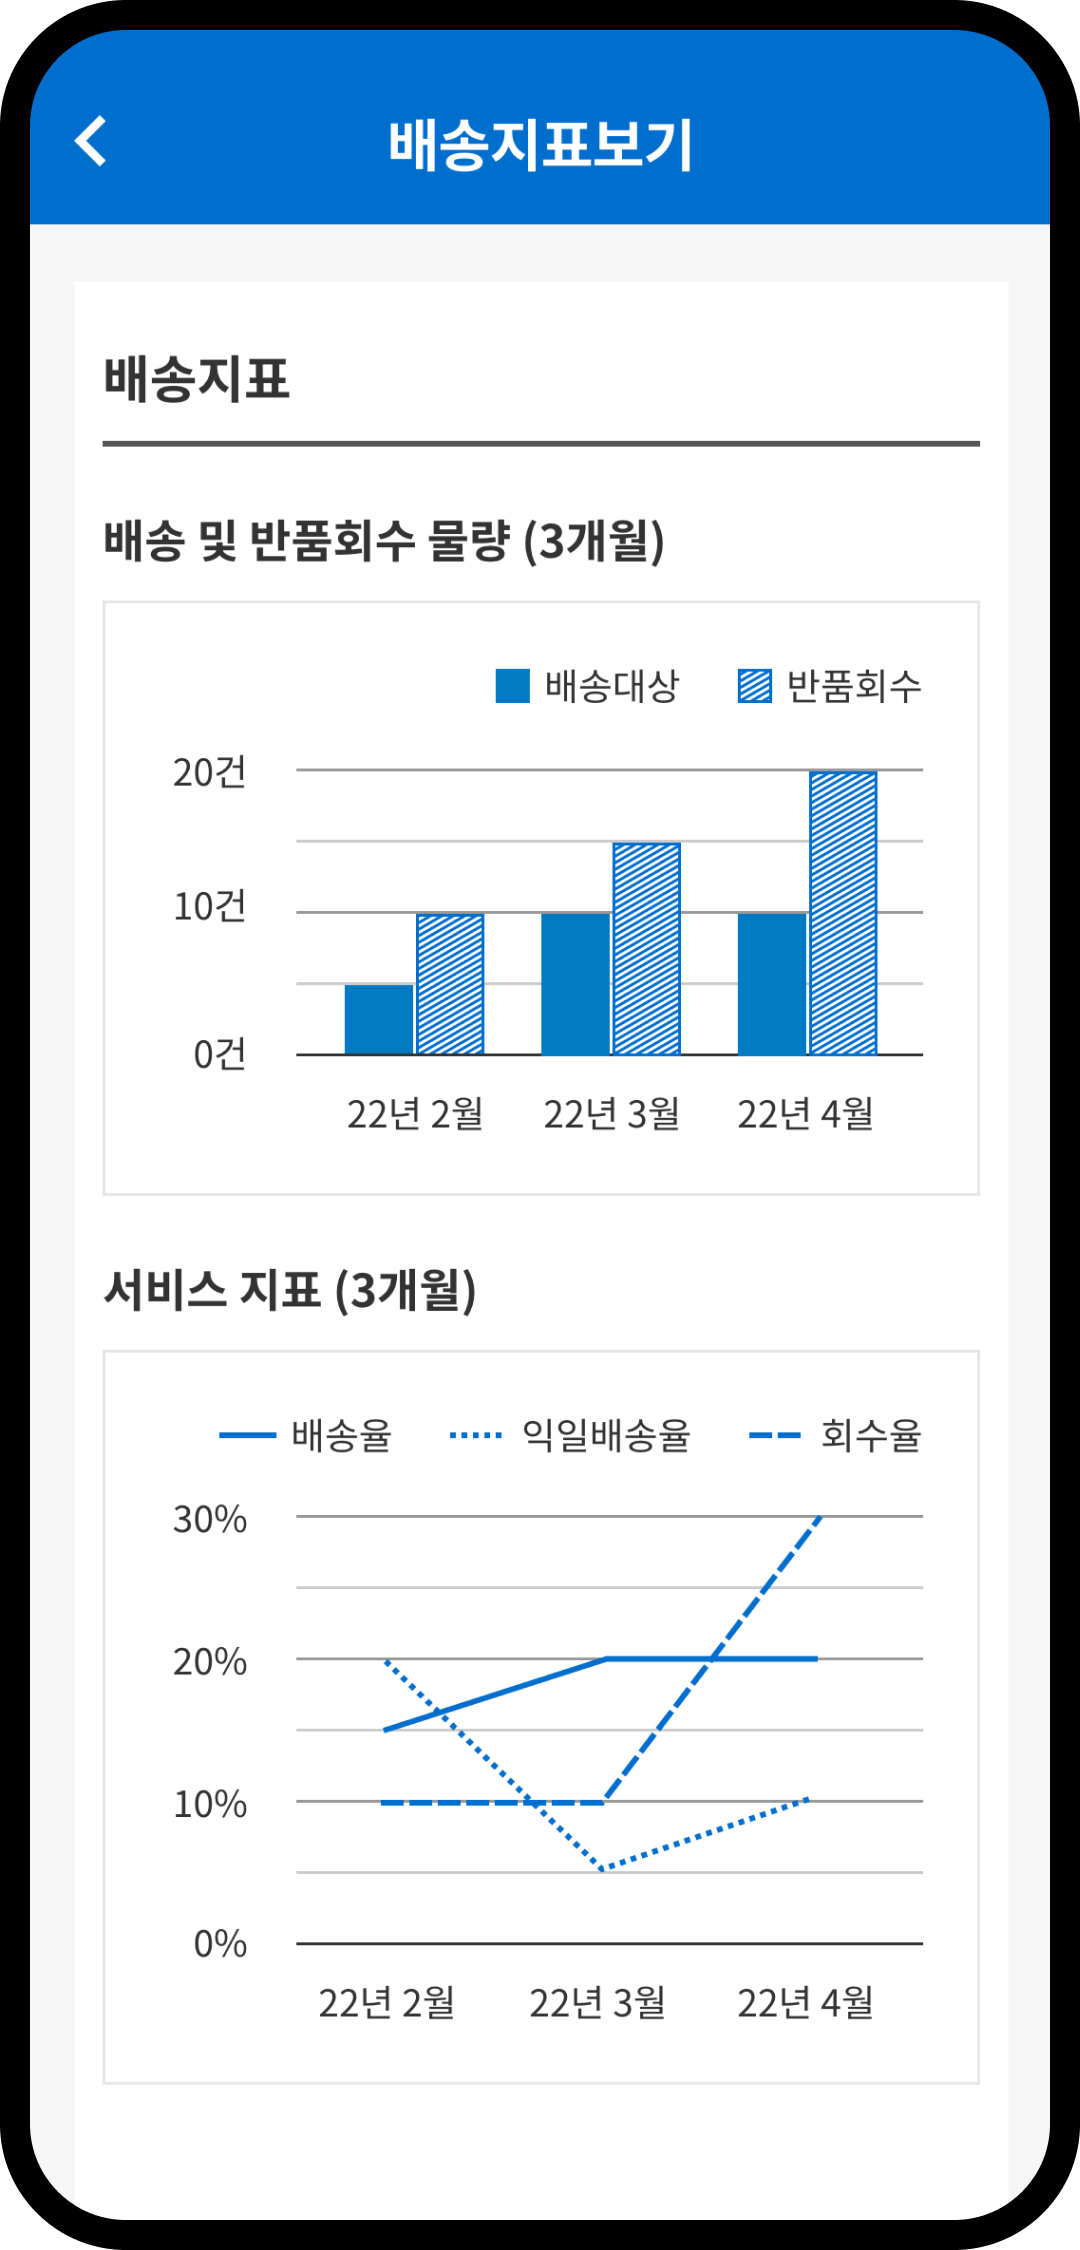 배송지표보기
배송지표
배송 및 반품회수 물량 (3개월)
배송대상 반품회수
20건
10건
0건
22년 2월 22년 3월 22년 4월
서비스 지표 (3개월)
배송율 익일배송율 회수율
30%
20%
10%
0%
22년 2월 22년 3월 22년 4월